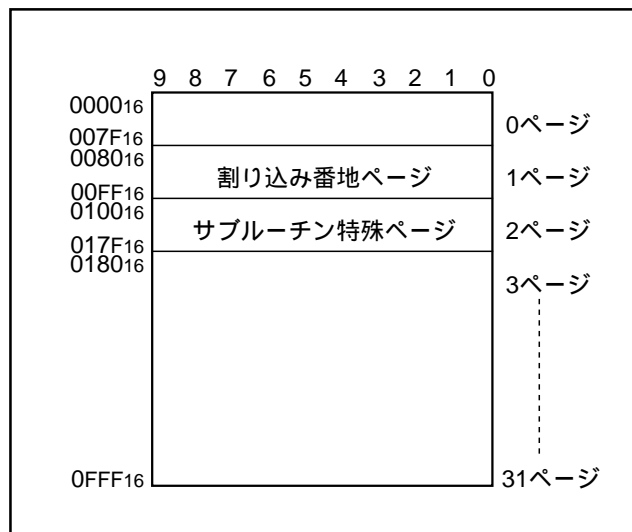 9 8 7 6 5 4 3 2 1 0
000016
0ページ
007F16
008016
割り込み番地ページ 1ページ
00FF16
010016
サブルーチン特殊ページ 2ページ
017F16
018016
3ページ
0FFF16 31ページ